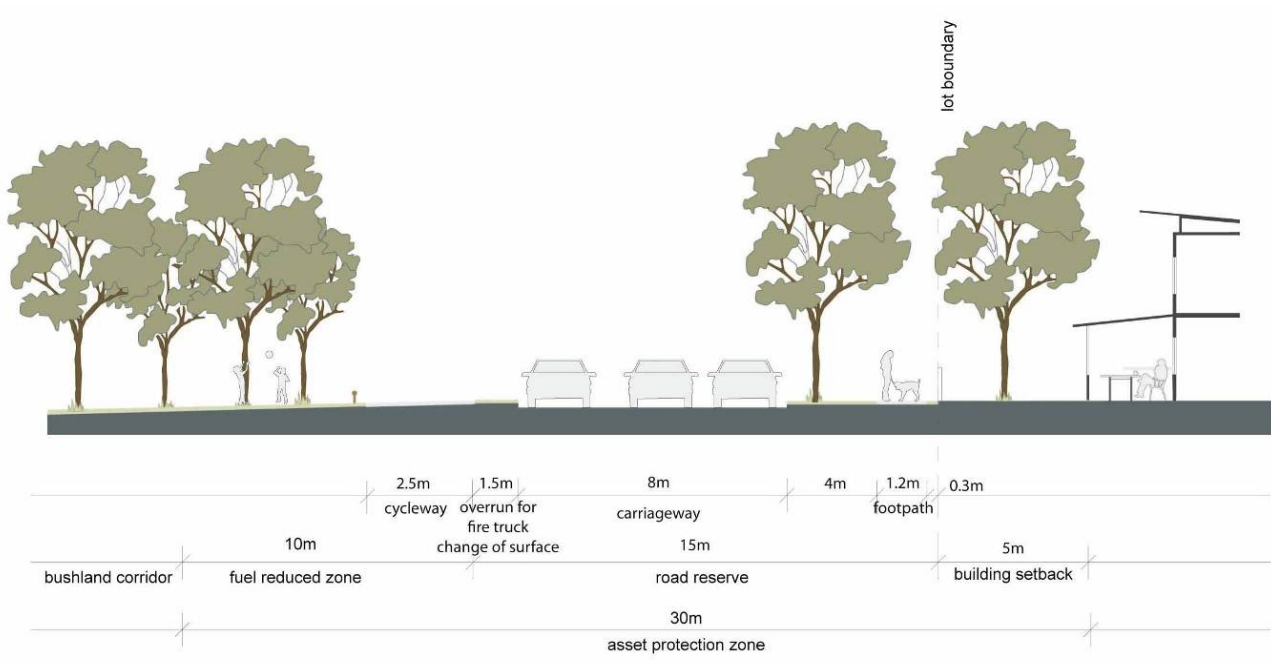 lot boundary
2.5m
1.5m
8m
4m
1.2m
0.3m
cycleway
overrun for
fire truck
change of surface
carriageway
footpath
10m
15m
5m
bushland corridor
fuel reduced zone
road reserve
building setback
30m
asset protection zone